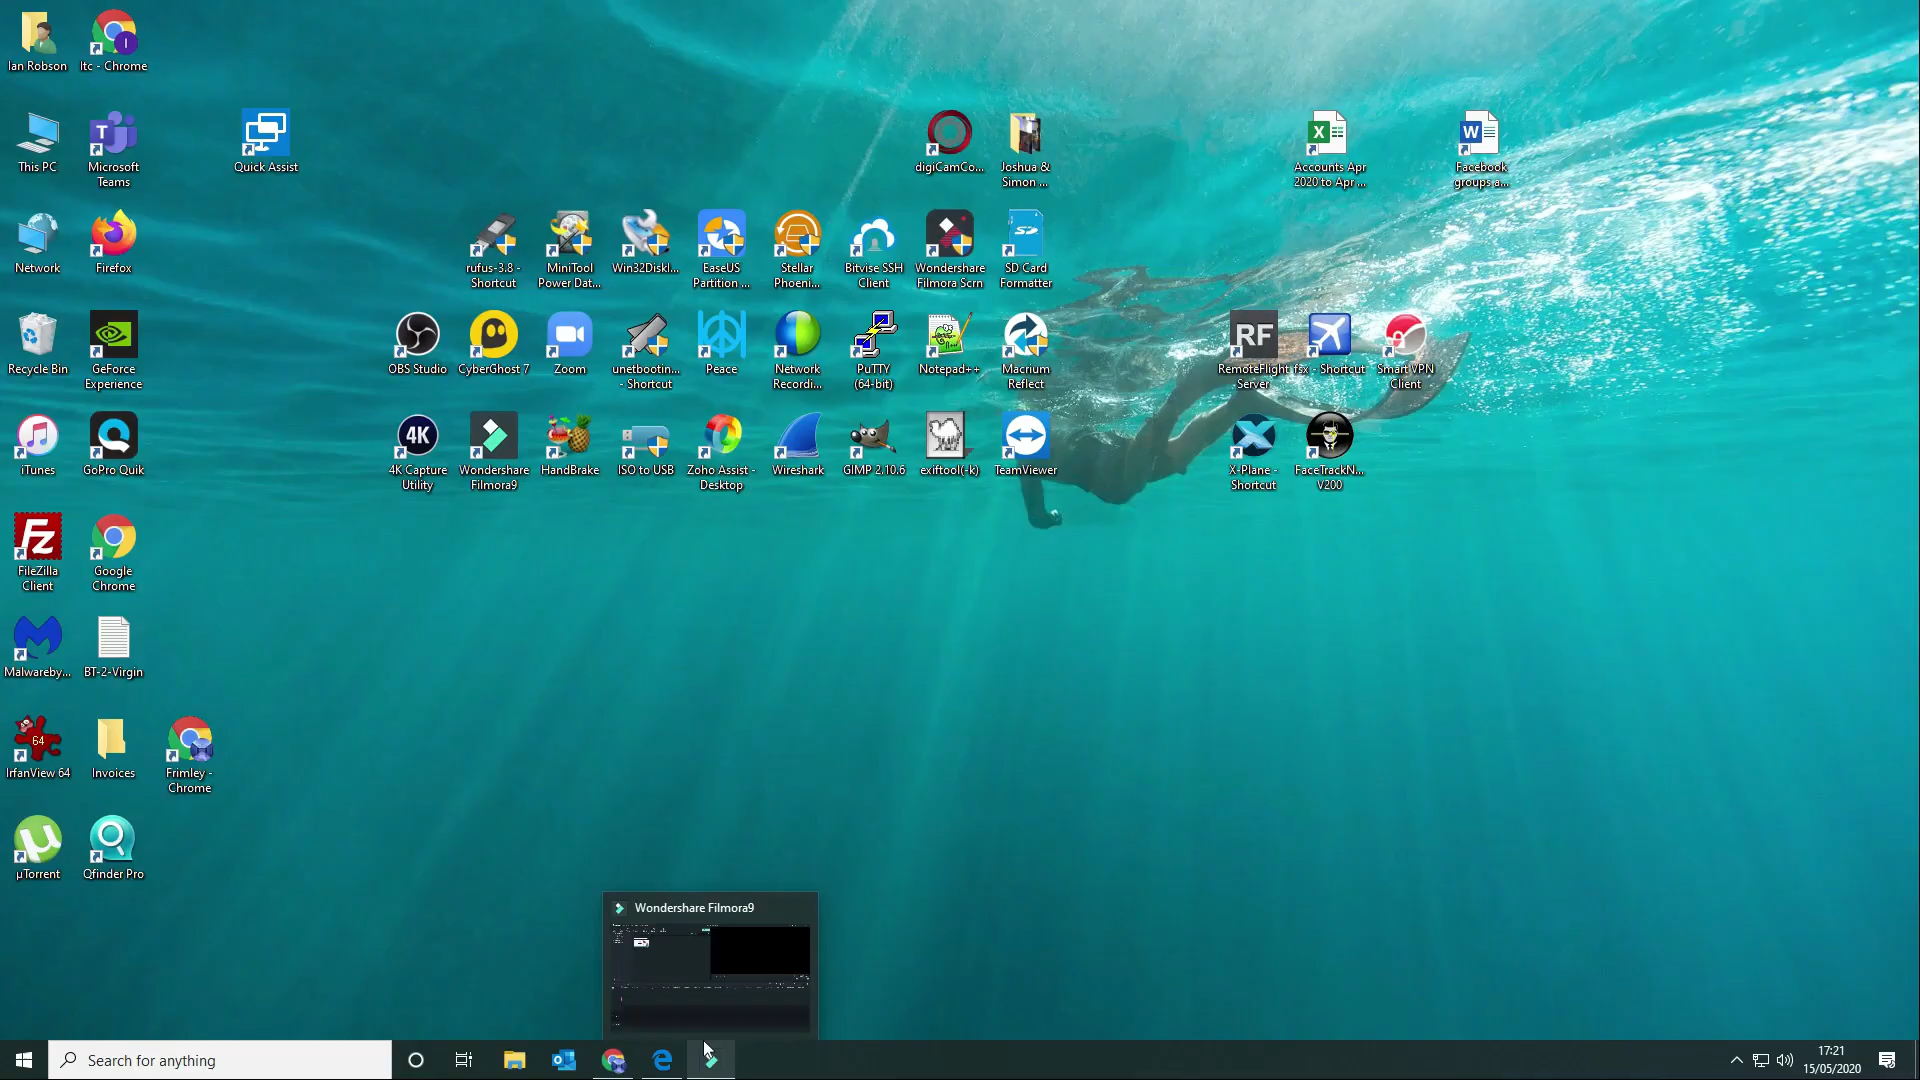 Ian Robson
Itc - Chrome
This PC
Microsoft
Teams
Quick Assist
digiCamCo...
Joshua &
Simon ...
Accounts Apr
2020 to Apr ...
Facebook
groups a...
Network
Firefox
rufus-3.8 -
Shortcut
MiniTool
Power Dat...
Win32DiskI...
EaseUS
Partition ...
Stellar
Phoeni...
Bitvise SSH
Client
Wondershare
Filmora Scrn
SD Card
Formatter
Recycle Bin
GeForce
Experience
OBS Studio
CyberGhost 7
Zoom
unetbootin...
- Shortcut
Peace
Network
Recordi...
PuTTY
(64-bit)
Notepad++
Macrium
Reflect
RF
RemoteFlight
Server
fsx - Shortcut
Smart VPN
Client
iTunes
GoPro Quik
4K
4K Capture
Utility
Wondershare
Filmora9
HandBrake
ISO to USB
Zoho Assist -
Desktop
Wireshark
GIMP 2.10.6
exiftool(-k)
TeamViewer
X-Plane -
Shortcut
FaceTrackN...
V200
Fz
FileZilla
Client
Google
Chrome
Malwareby...
BT-2-Virgin
64
IrfanView 64
Invoices
Frimley -
Chrome
µTorrent
Qfinder Pro
Wondershare Filmora9
Search for anything
17:21
15/05/2020